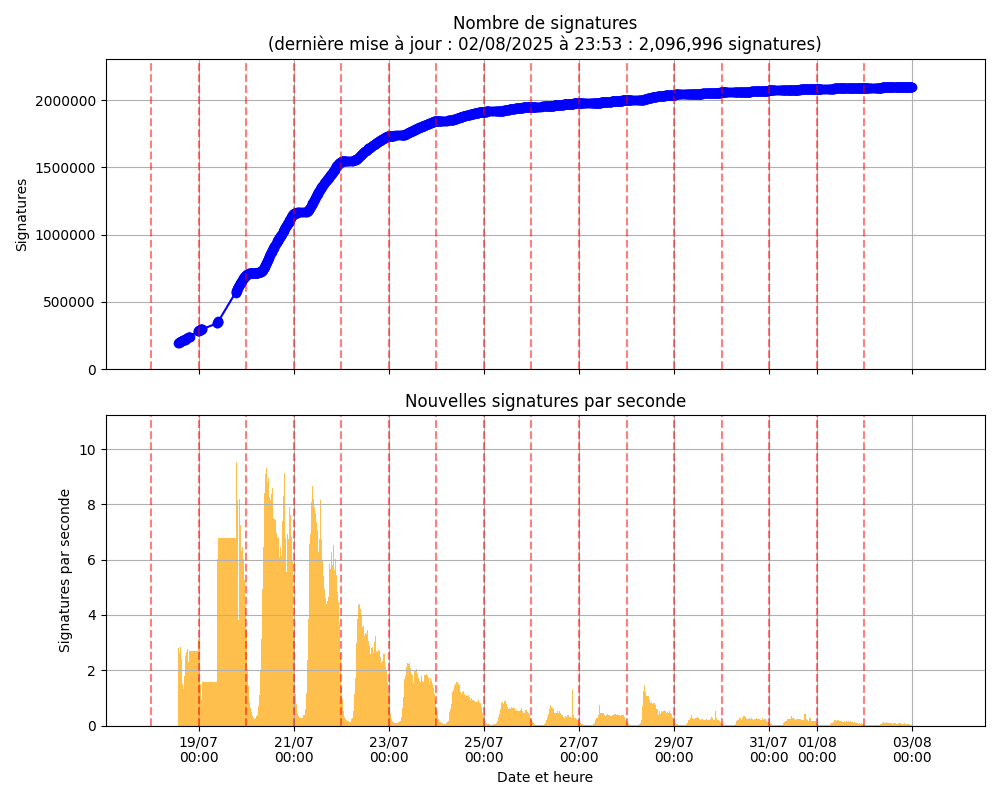 Nombre de signatures
(dernière mise à jour : 02/08/2025 à 23:53 : 2,096,996 signatures)
2000000
1500000
1000000
500000
0
Signatures
Nouvelles signatures par seconde
10
8
6
4
2
0
Signatures par seconde
19/07 21/07 23/07 25/07 27/07 29/07 31/07 01/08 03/08
00:00 00:00 00:00 00:00 00:00 00:00 00:00 00:00 00:00
Date et heure